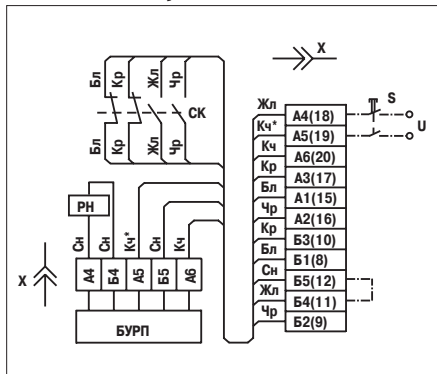 X
Бл Кр Жл Чр
СК
Бл Кр Жл Чр
РН
Сн Сн Кч* Сн Кч
А4 Б4 А5 Б5 А6
X
БУРП
Жл А4(18) S
Кч* А5(19) U
Кч А6(20)
Кр А3(17)
Бл А1(15)
Чр А2(16)
Кр Б3(10)
Бл Б1(8)
Сн Б5(12)
Жл Б4(11)
Чр Б2(9)